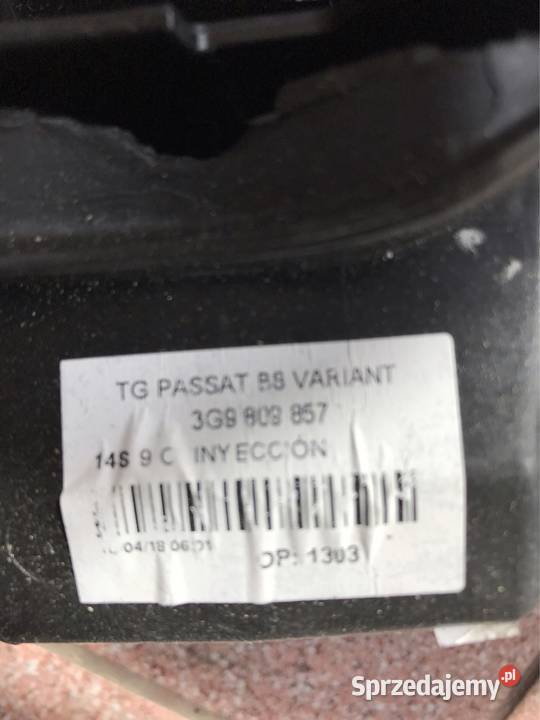 TG PASSAT B8 VARIANT
3G9 809 857
14S 9 C INYECCIÓN
04/18 06:01
OP: 1303
Sprzedajemy.pl